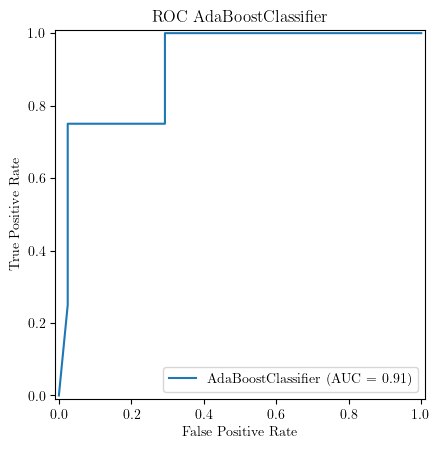 ROC AdaBoostClassifier
1.0
0.8
0.6
0.4
0.2
0.0
True Positive Rate
AdaBoostClassifier (AUC = 0.91)
0.0 0.2 0.4 0.6 0.8 1.0
False Positive Rate